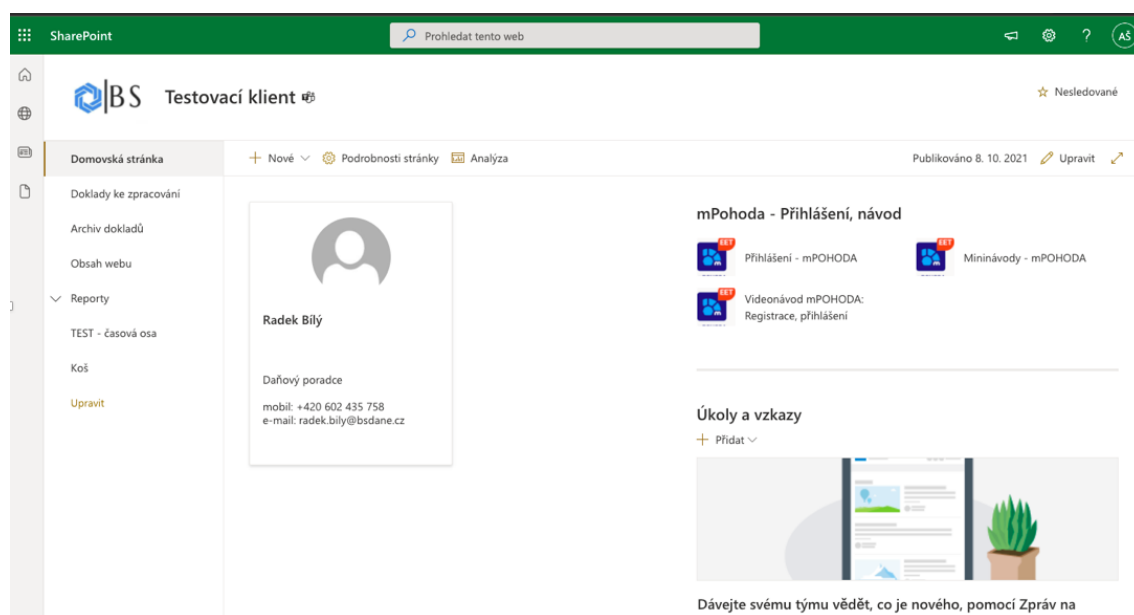 SharePoint
Prohledat tento web
?
AŠ
BS
Testovací klient
Nesledované
Domovská stránka
Nové
Podrobnosti stránky
Analýza
Publikováno 8. 10. 2021
Upravit
Doklady ke zpracování
Archiv dokladů
Obsah webu
Reporty
TEST - časová osa
Koš
Upravit
Radek Bílý
Daňový poradce
mobil: +420 602 435 758
e-mail: radek.bily@bsdane.cz
mPohoda - Přihlášení, návod
EET
Přihlášení - mPOHODA
EET
Mininávody - mPOHODA
EET
Videonávod mPOHODA:
Registrace, přihlášení
Úkoly a vzkazy
Přidat
Dávejte svému týmu vědět, co je nového, pomocí Zpráv na